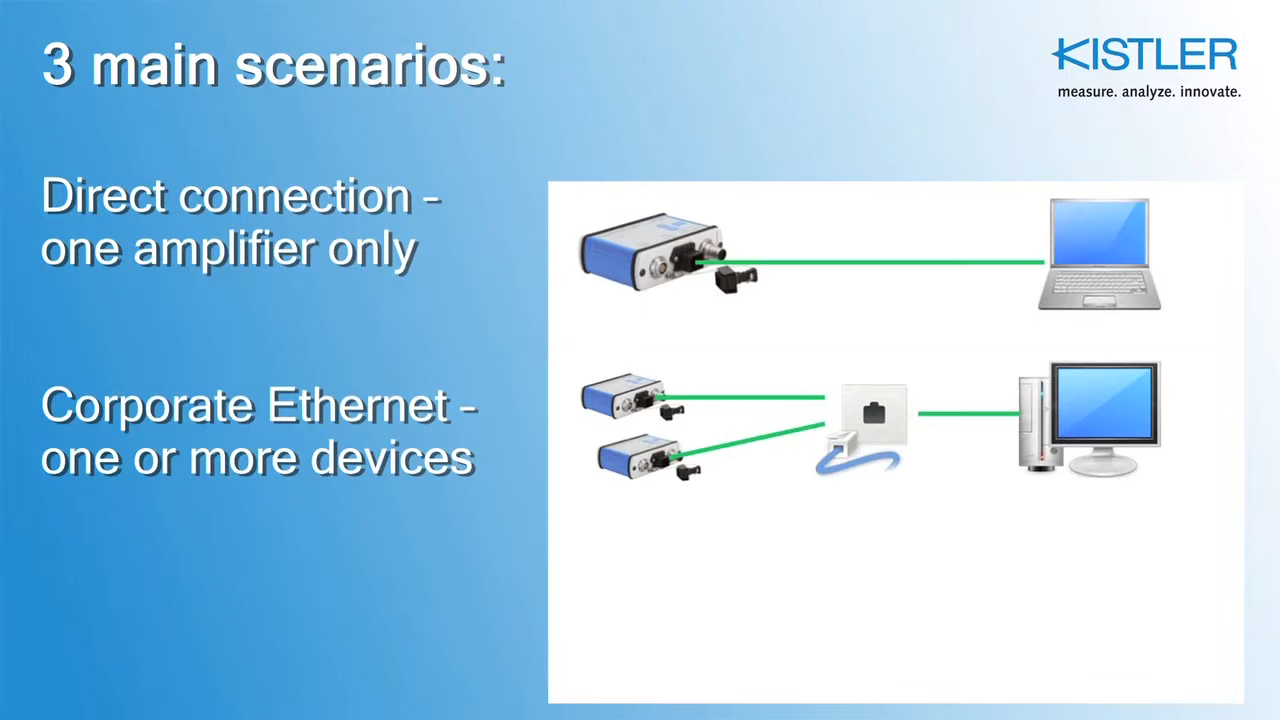 3 main scenarios:
KISTLER
measure. analyze. innovate.
Direct connection –
one amplifier only
Corporate Ethernet –
one or more devices